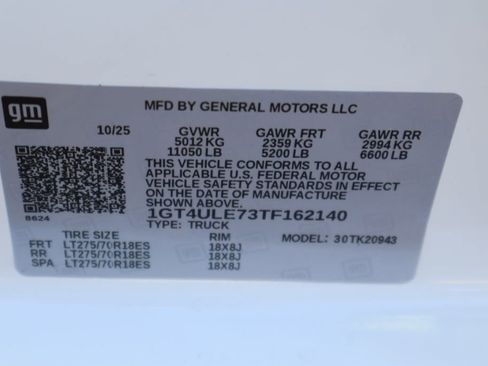 gm
MFD BY GENERAL MOTORS LLC
10/25 GVWR GAWR FRT GAWR RR
5012 KG 2359 KG 2994 KG
11050 LB 5200 LB 6600 LB
THIS VEHICLE CONFORMS TO ALL
APPLICABLE U.S. FEDERAL MOTOR
VEHICLE SAFETY STANDARDS IN EFFECT
ON THE DATE OF MANUFACTURE
SHOWN ABOVE.
8624 1GT4ULE73TF162140
TYPE: TRUCK
TIRE SIZE RIM MODEL: 30TK20943
FRT LT275/70R18ES 18X8J
RR LT275/70R18ES 18X8J
SPA LT275/70R18ES 18X8J